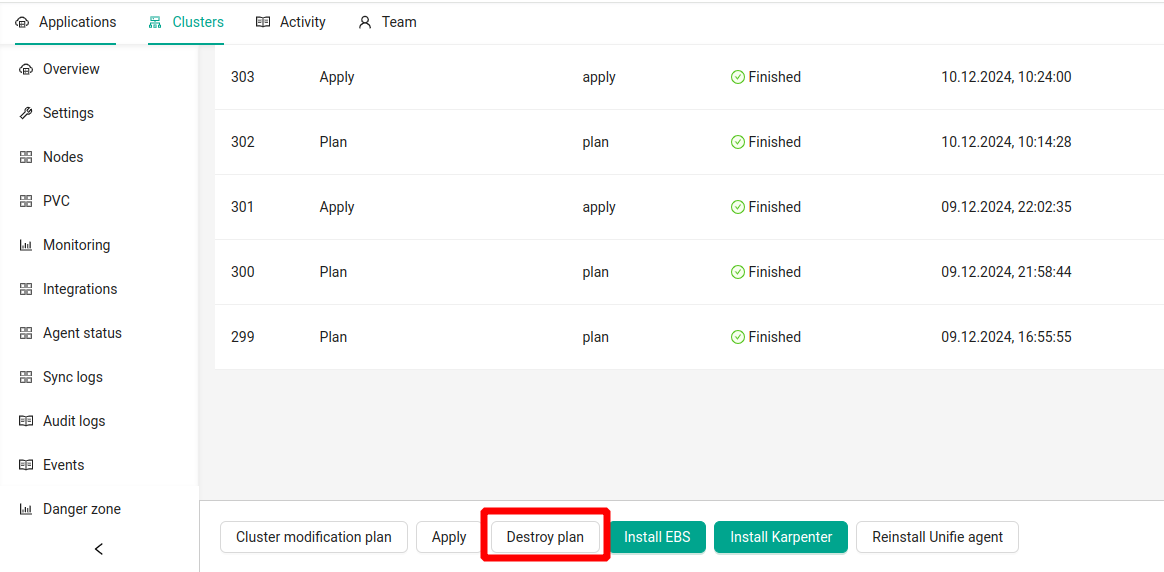 Applications Clusters Activity Team
Overview
Settings
Nodes
PVC
Monitoring
Integrations
Agent status
Sync logs
Audit logs
Events
Danger zone
303 Apply apply Finished 10.12.2024, 10:24:00
302 Plan plan Finished 10.12.2024, 10:14:28
301 Apply apply Finished 09.12.2024, 22:02:35
300 Plan plan Finished 09.12.2024, 21:58:44
299 Plan plan Finished 09.12.2024, 16:55:55
Cluster modification plan Apply Destroy plan Install EBS Install Karpenter Reinstall Unifie agent